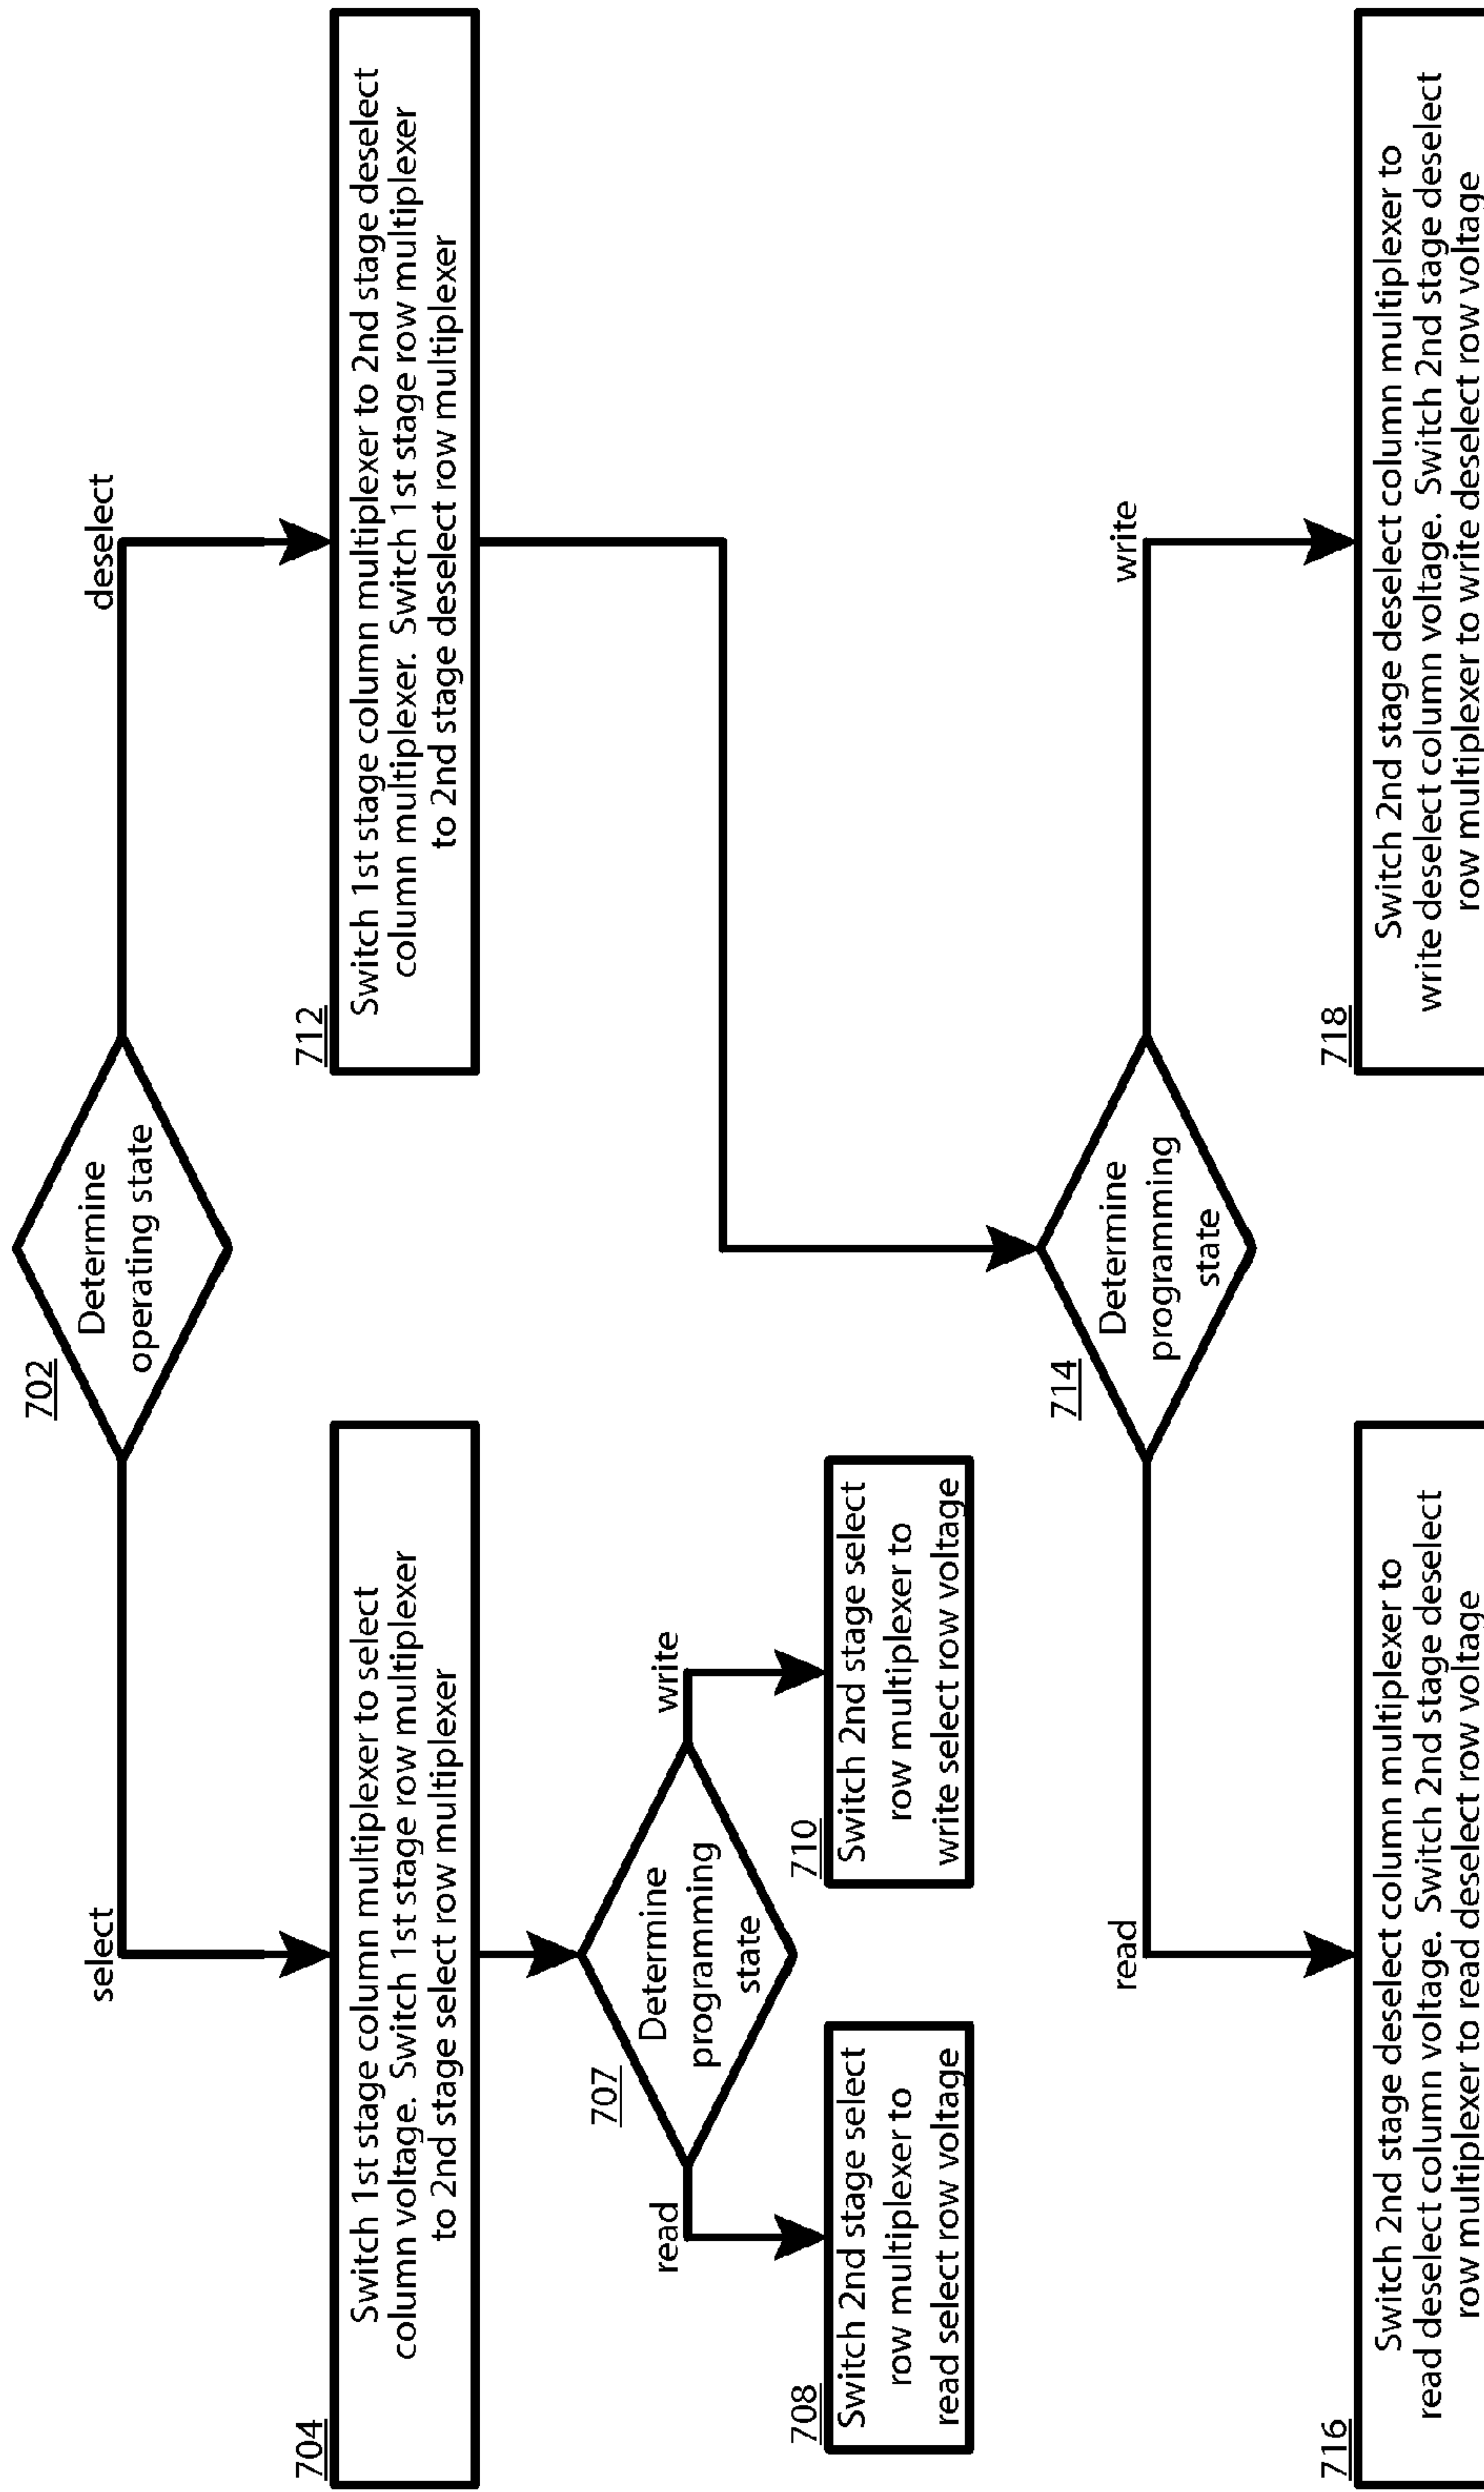 702
Determine
operating state
select
deselect
704
Switch 1st stage column multiplexer to select
column voltage.  Switch 1st stage row multiplexer
to 2nd stage select row multiplexer
712
Switch 1st stage column multiplexer to 2nd stage deselect
column multiplexer.  Switch 1st stage row multiplexer
to 2nd stage deselect row multiplexer
707
Determine
programming
state
read
write
708
Switch 2nd stage select
row multiplexer to
read select row voltage
710
Switch 2nd stage select
row multiplexer to
write select row voltage
714
Determine
programming
state
read
write
716
Switch 2nd stage deselect column multiplexer to
read deselect column voltage.  Switch 2nd stage deselect
row multiplexer to read deselect row voltage
718
Switch 2nd stage deselect column multiplexer to
write deselect column voltage.  Switch 2nd stage deselect
row multiplexer to write deselect row voltage